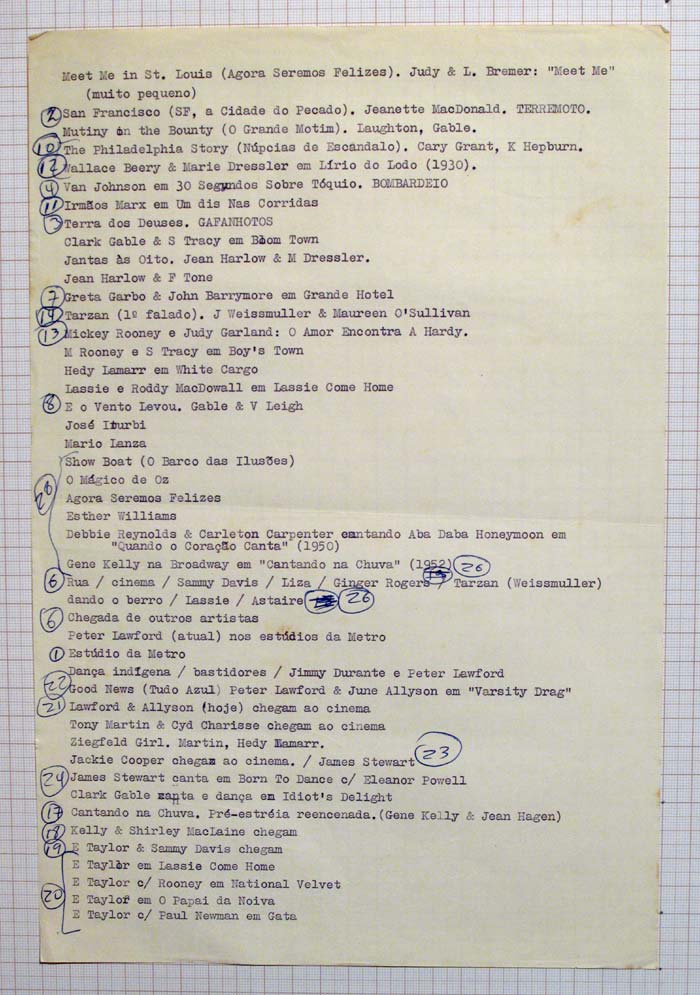 Meet Me in St. Louis (Agora Seremos Felizes). Judy & L. Bremer: "Meet Me"
(muito pequeno)
2 San Francisco (SF, a Cidade do Pecado). Jeanette MacDonald. TERREMOTO.
Mutiny on the Bounty (O Grande Motim). Laughton, Gable.
10 The Philadelphia Story (Núpcias de Escândalo). Cary Grant, K Hepburn.
12 Wallace Beery & Marie Dressler em Lírio do Lodo (1930).
4 Van Johnson em 30 Segundos Sobre Tóquio. BOMBARDEIO
11 Irmãos Marx em Um dis Nas Corridas
3 Terra dos Deuses. GAFANHOTOS
Clark Gable & S Tracy em Boom Town
Jantas às Oito. Jean Harlow & M Dressler.
Jean Harlow & F Tone
7 Greta Garbo & John Barrymore em Grande Hotel
14 Tarzan (1º falado). J Weissmuller & Maureen O'Sullivan
13 Mickey Rooney e Judy Garland: O Amor Encontra A Hardy.
M Rooney e S Tracy em Boy's Town
Hedy Lamarr em White Cargo
Lassie e Roddy MacDowall em Lassie Come Home
8 E o Vento Levou. Gable & V Leigh
José Iturbi
Mario Lanza
Show Boat (O Barco das Ilusões)
O Mágico de Oz
Agora Seremos Felizes
Esther Williams
Debbie Reynolds & Carleton Carpenter cantando Aba Daba Honeymoon em
"Quando o Coração Canta" (1950)
Gene Kelly na Broadway em "Cantando na Chuva" (1952) 26
6 Rua / cinema / Sammy Davis / Liza / Ginger Rogers / Tarzan (Weissmuller)
dando o berro / Lassie / Astaire 26
6 Chegada de outros artistas
Peter Lawford (atual) nos estúdios da Metro
1 Estúdio da Metro
Dança indígena / bastidores / Jimmy Durante e Peter Lawford
22 Good News (Tudo Azul) Peter Lawford & June Allyson em "Varsity Drag"
21 Lawford & Allyson (hoje) chegam ao cinema
Tony Martin & Cyd Charisse chegam ao cinema
Ziegfeld Girl. Martin, Hedy Lamarr.
Jackie Cooper chegam ao cinema. / James Stewart 23
24 James Stewart canta em Born To Dance c/ Eleanor Powell
Clark Gable canta e dança em Idiot's Delight
17 Cantando na Chuva. Pré-estréia reencenada.(Gene Kelly & Jean Hagen)
18 Kelly & Shirley MacLaine chegam
19 E Taylor & Sammy Davis chegam
E Taylor em Lassie Come Home
E Taylor c/ Rooney em National Velvet
20 E Taylor em O Papai da Noiva
E Taylor c/ Paul Newman em Gata